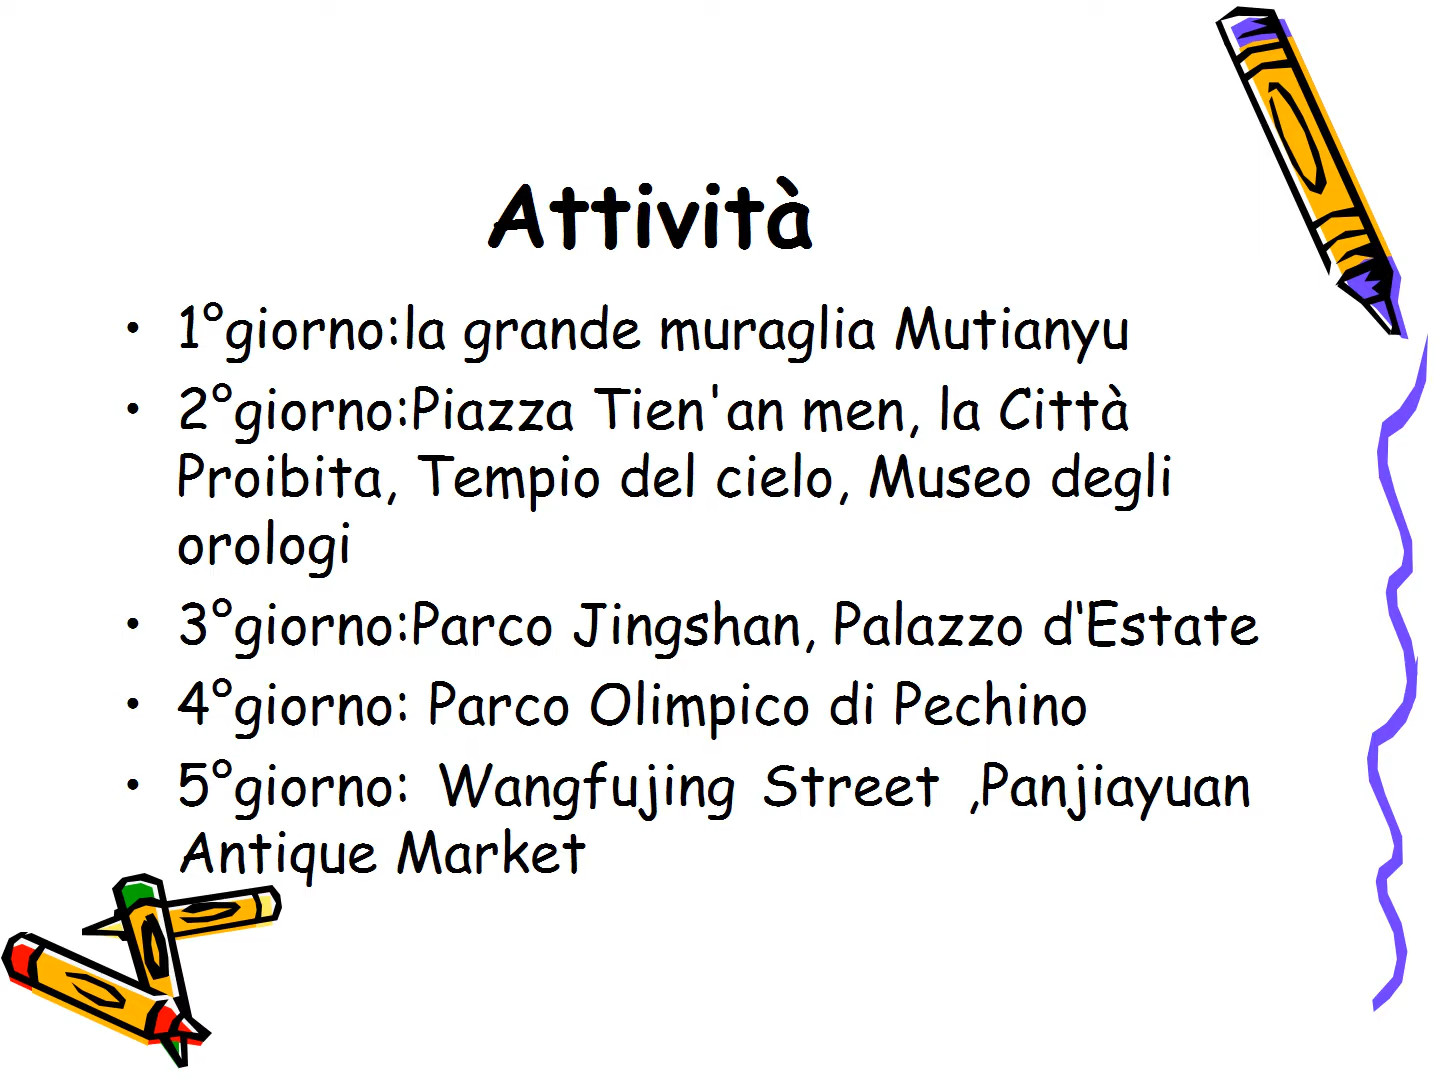 Attività
• 1°giorno:la grande muraglia Mutianyu
• 2°giorno:Piazza Tien'an men, la Città
Proibita, Tempio del cielo, Museo degli
orologi
• 3°giorno:Parco Jingshan, Palazzo d‛Estate
• 4°giorno: Parco Olimpico di Pechino
• 5°giorno: Wangfujing Street ,Panjiayuan
Antique Market